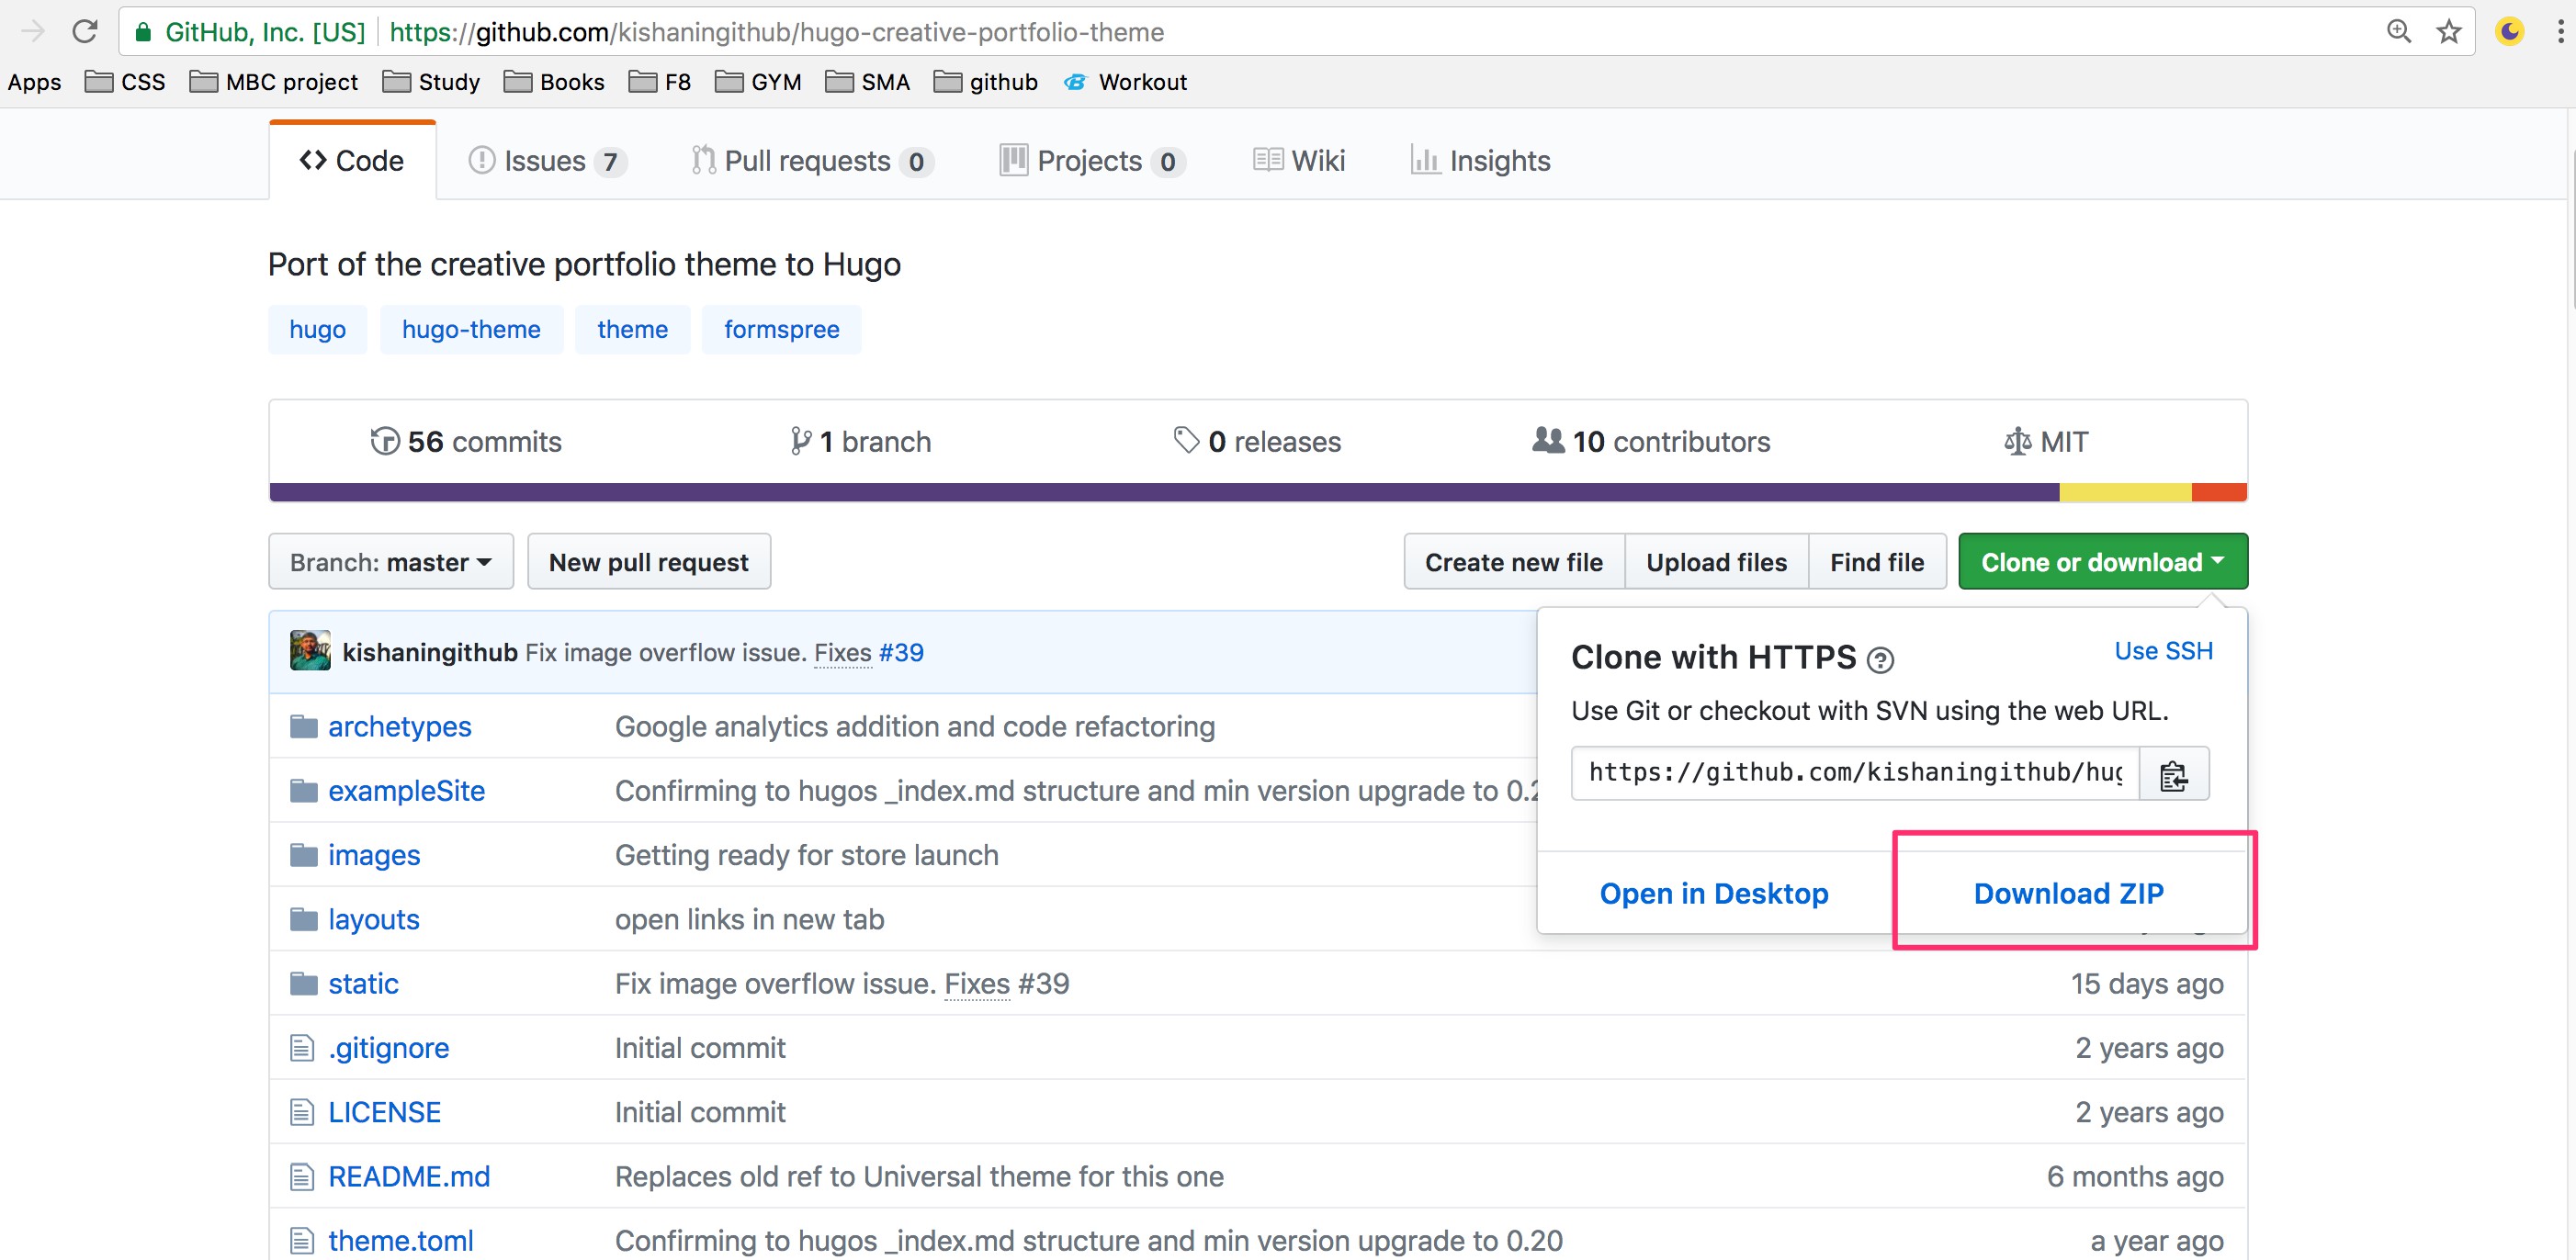 GitHub, Inc. [US] https://github.com/kishaningithub/hugo-creative-portfolio-theme
Apps CSS MBC project Study Books F8 GYM SMA github Workout
Code Issues 7 Pull requests 0 Projects 0 Wiki Insights
Port of the creative portfolio theme to Hugo
hugo hugo-theme theme formspree
56 commits 1 branch 0 releases 10 contributors MIT
Branch: master New pull request Create new file Upload files Find file Clone or download
kishaningithub Fix image overflow issue. Fixes #39
Clone with HTTPS Use SSH
Use Git or checkout with SVN using the web URL.
https://github.com/kishaningithub/hug
Open in Desktop Download ZIP
archetypes Google analytics addition and code refactoring
exampleSite Confirming to hugos _index.md structure and min version upgrade to 0.2
images Getting ready for store launch
layouts open links in new tab
static Fix image overflow issue. Fixes #39 15 days ago
.gitignore Initial commit 2 years ago
LICENSE Initial commit 2 years ago
README.md Replaces old ref to Universal theme for this one 6 months ago
theme.toml Confirming to hugos _index.md structure and min version upgrade to 0.20 a year ago